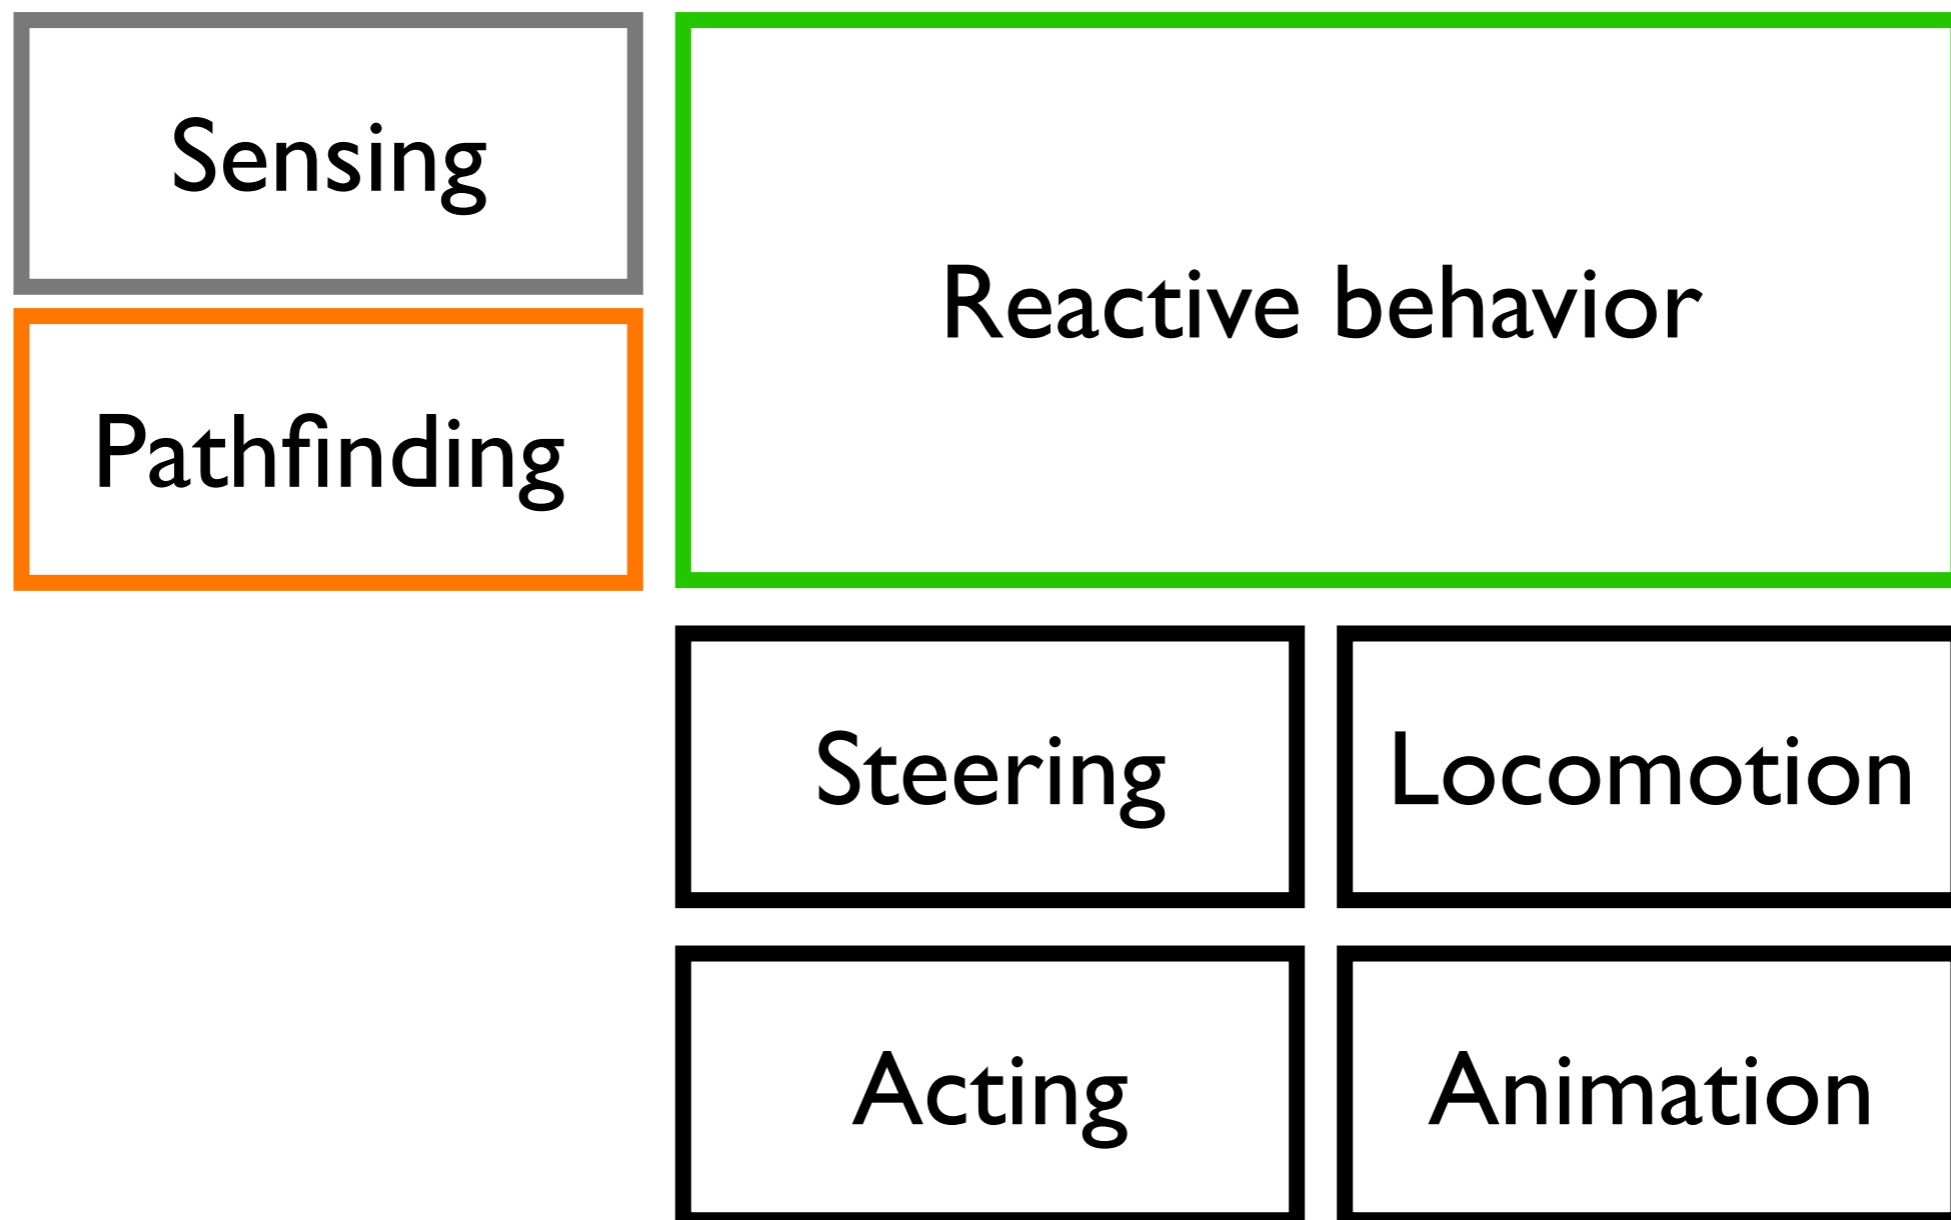 Sensing
Reactive behavior
Pathfinding
Steering
Locomotion
Acting
Animation